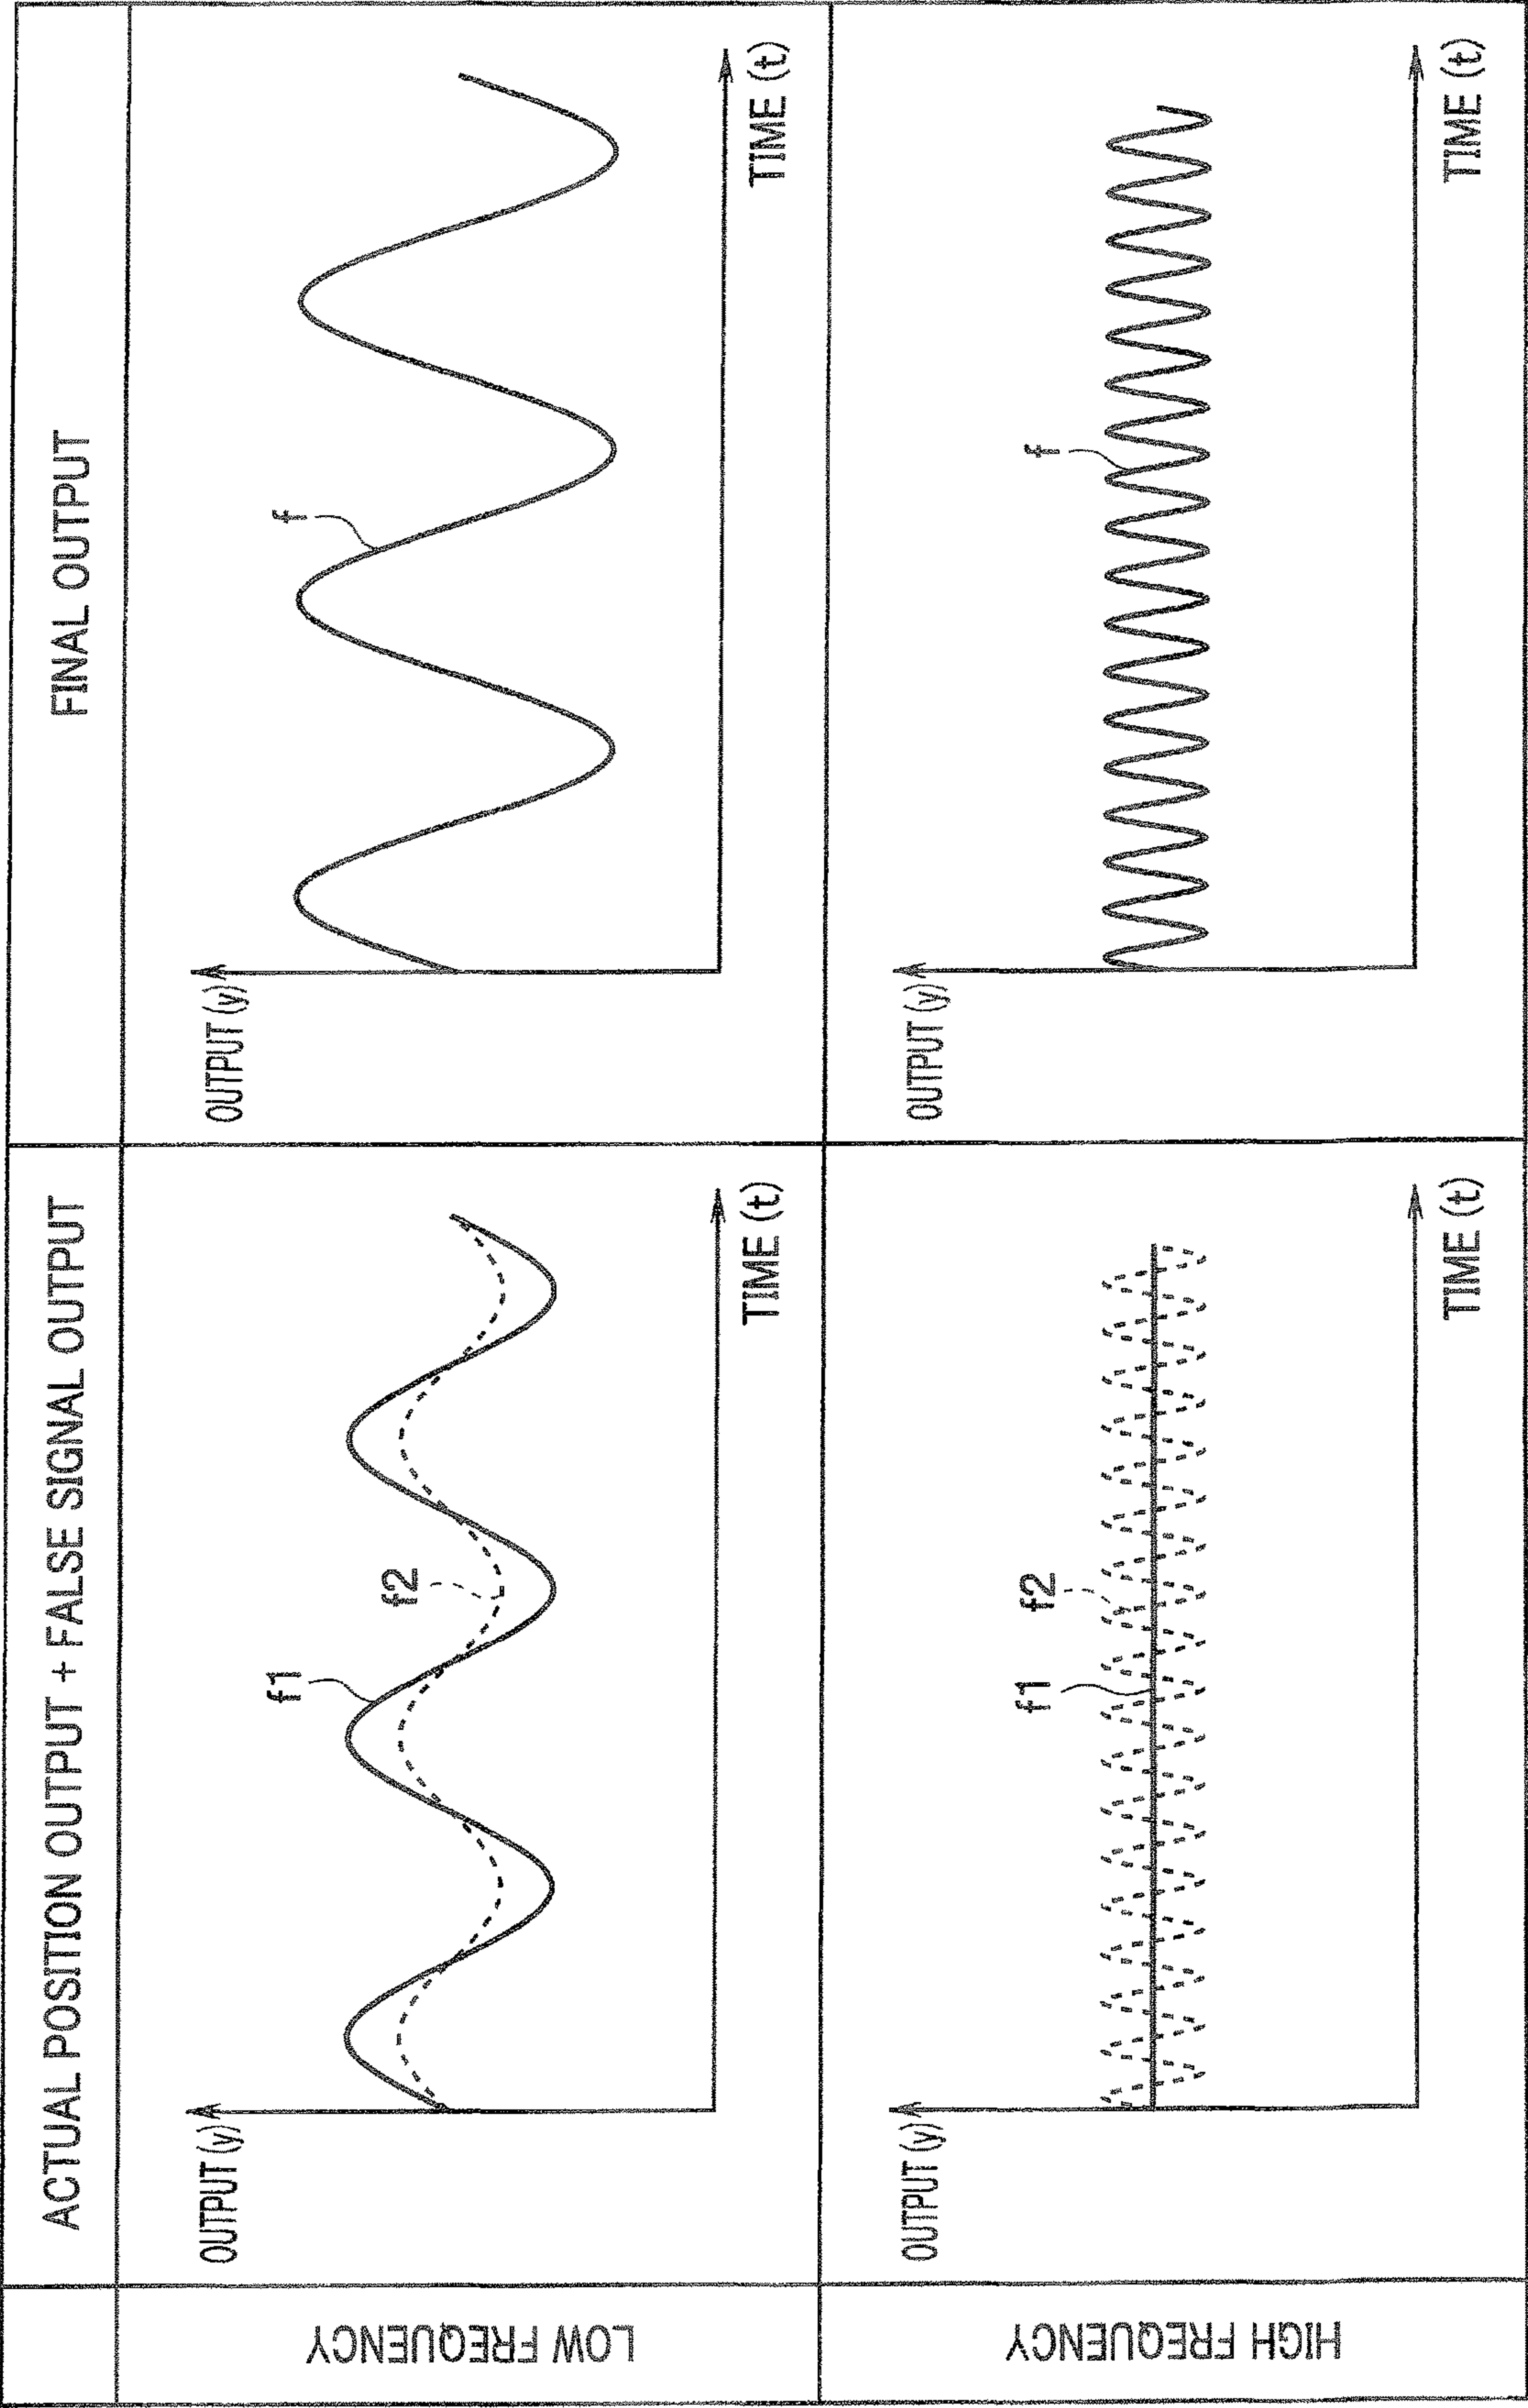 ACTUAL POSITION OUTPUT + FALSE SIGNAL OUTPUT
FINAL OUTPUT
LOW FREQUENCY
OUTPUT (y)
f1
f2
TIME (t)
OUTPUT (y)
f
TIME (t)
HIGH FREQUENCY
OUTPUT (y)
f1
f2
TIME (t)
OUTPUT (y)
f
TIME (t)